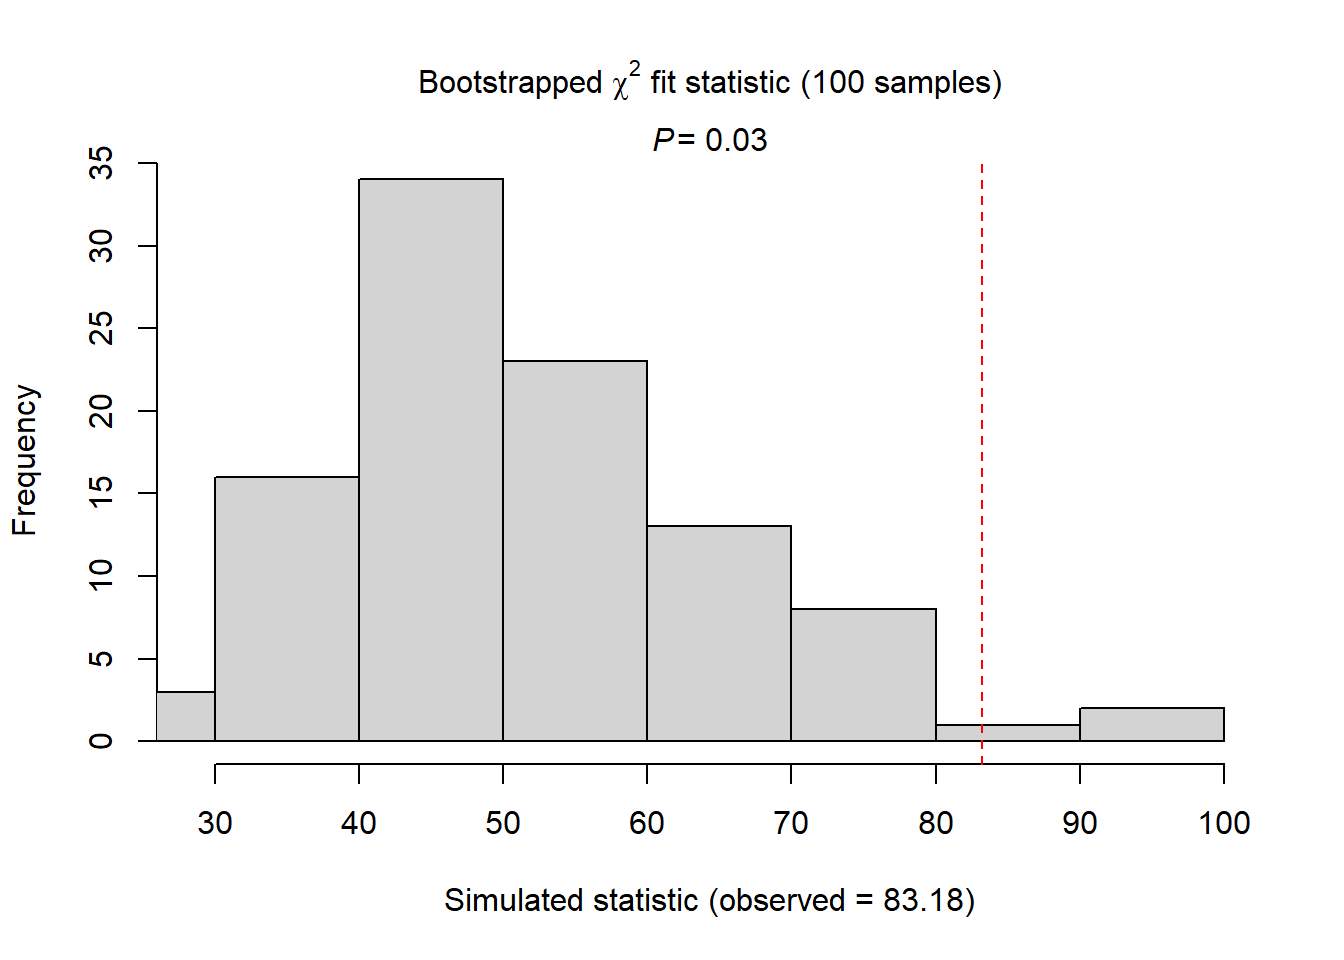 Bootstrapped χ² fit statistic (100 samples)
P = 0.03
35
30
25
20
15
10
5
0
Frequency
30 40 50 60 70 80 90 100
Simulated statistic (observed = 83.18)